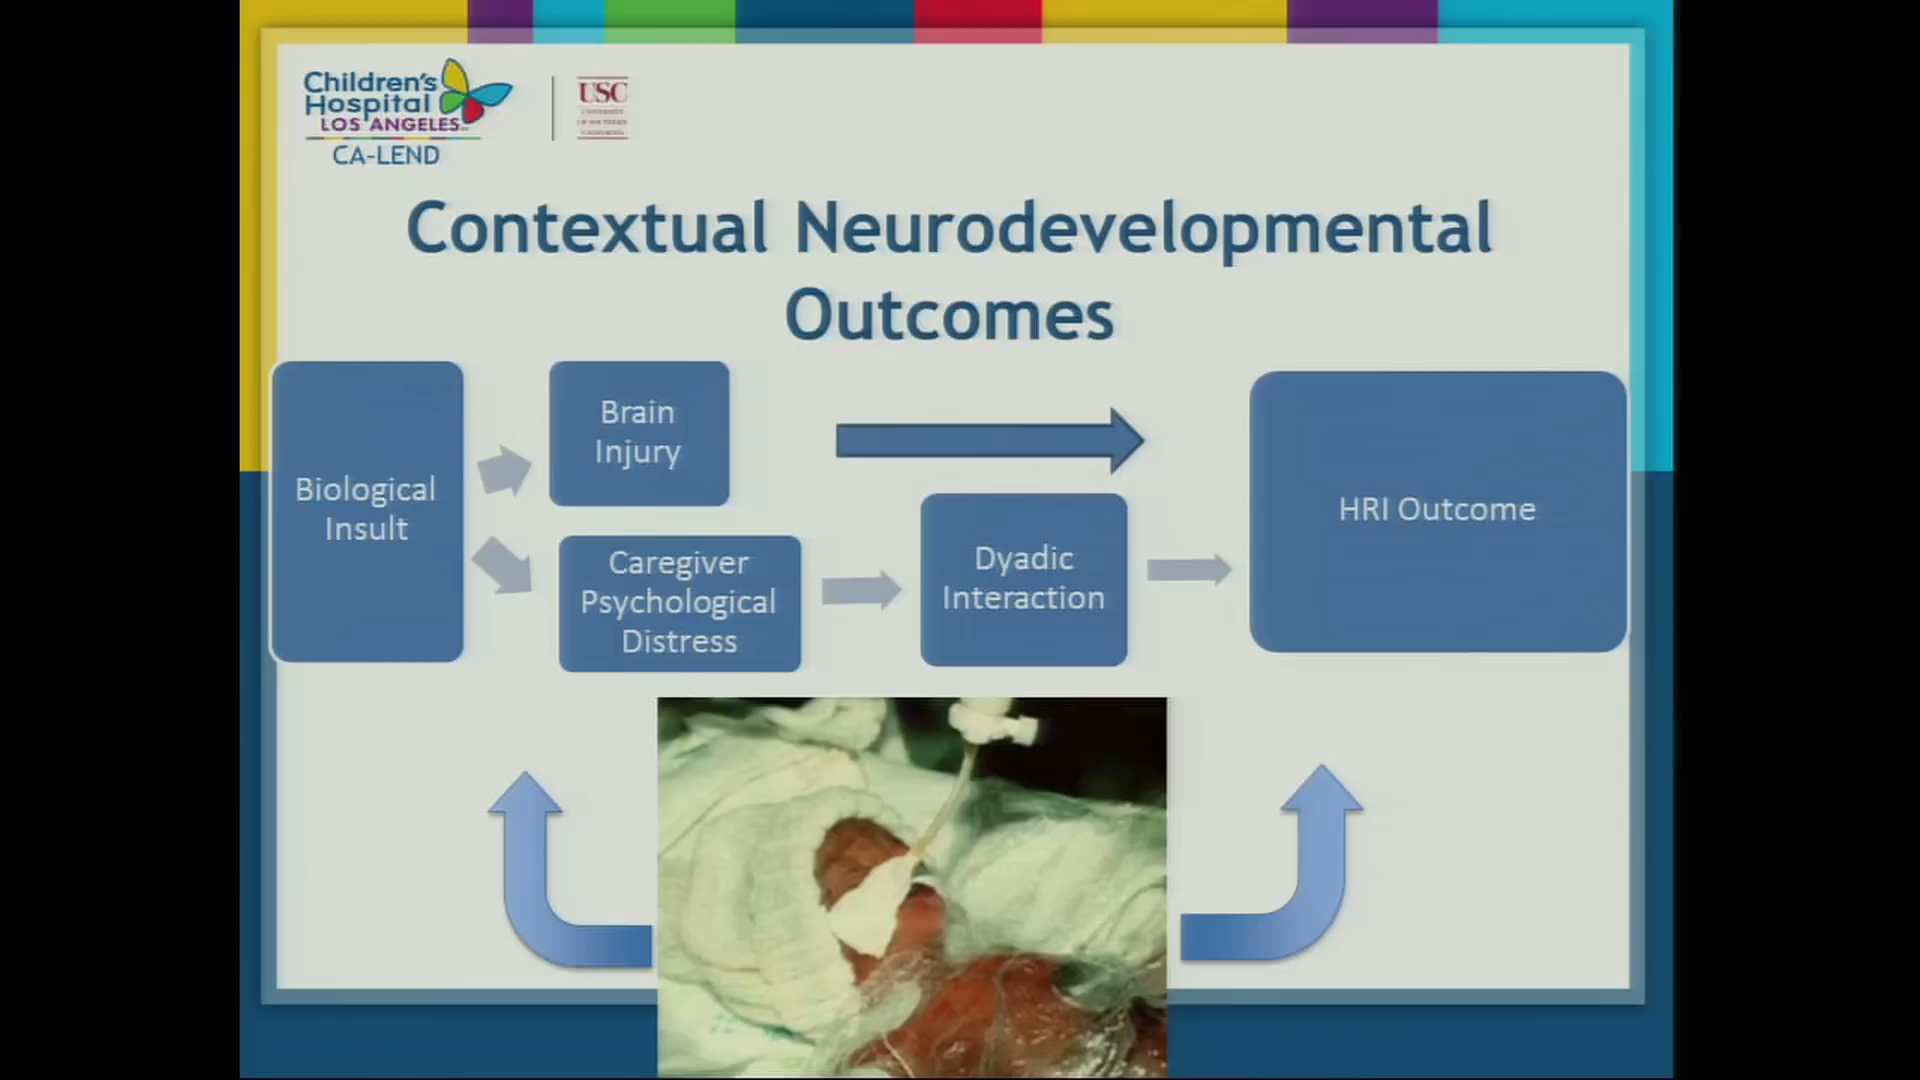 Children's
Hospital
LOS ANGELES
CA-LEND
USC
Contextual Neurodevelopmental
Outcomes
Biological
Insult
Brain
Injury
Caregiver
Psychological
Distress
Dyadic
Interaction
HRI Outcome